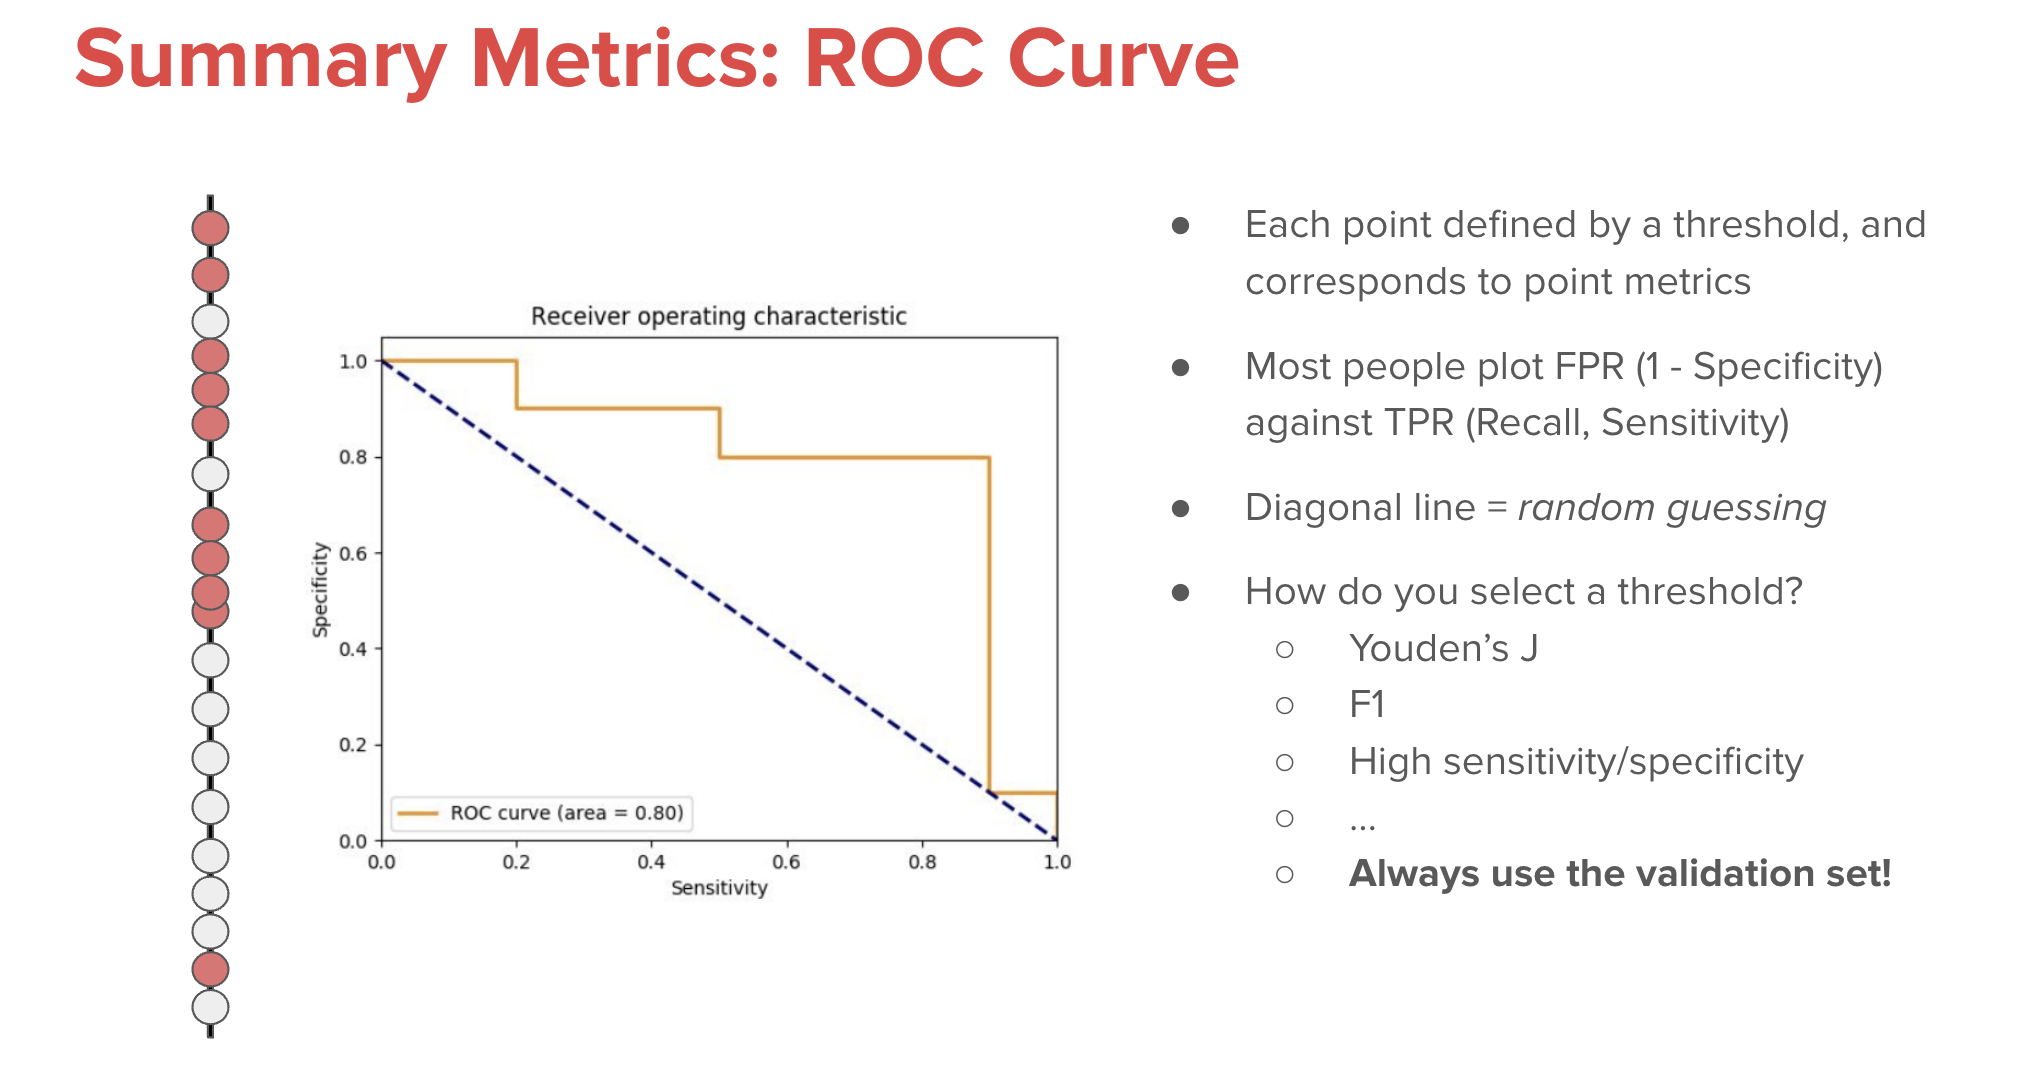 Summary Metrics: ROC Curve
Receiver operating characteristic
1.0
0.8
0.6
0.4
0.2
0.0
Specificity
ROC curve (area = 0.80)
0.0 0.2 0.4 0.6 0.8 1.0
Sensitivity
● Each point defined by a threshold, and
corresponds to point metrics
● Most people plot FPR (1 - Specificity)
against TPR (Recall, Sensitivity)
● Diagonal line = random guessing
● How do you select a threshold?
○ Youden’s J
○ F1
○ High sensitivity/specificity
○ ...
○ Always use the validation set!